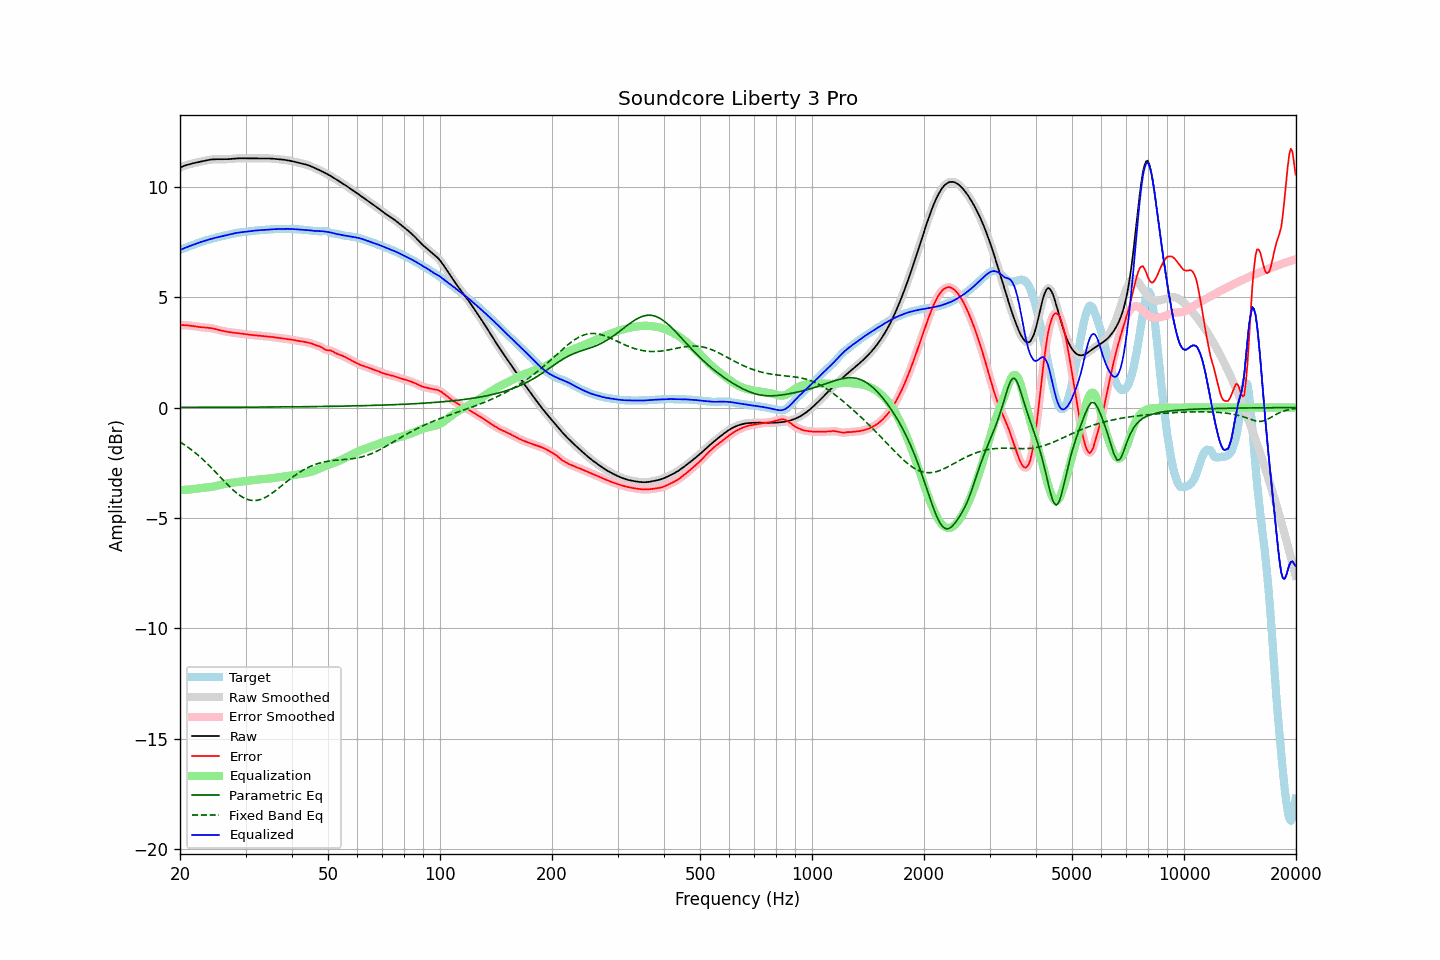 Soundcore Liberty 3 Pro
Amplitude (dBr)
10
5
0
−5
−10
−15
−20
Target
Raw Smoothed
Error Smoothed
Raw
Error
Equalization
Parametric Eq
Fixed Band Eq
Equalized
20 50 100 200 500 1000 2000 5000 10000 20000
Frequency (Hz)